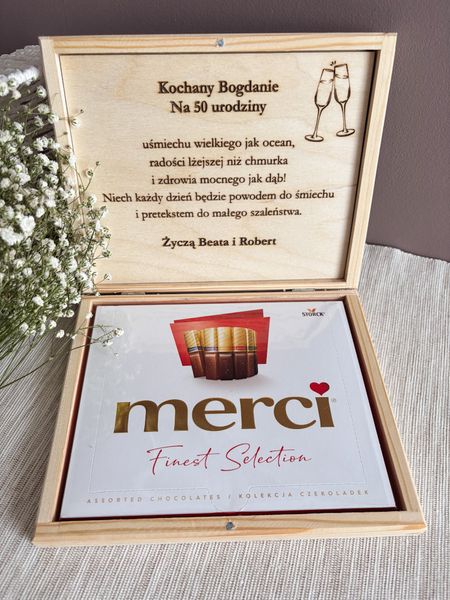 Kochany Bogdanie
Na 50 urodziny
uśmiechu wielkiego jak ocean,
radości lżejszej niż chmurka
i zdrowia mocnego jak dąb!
Niech każdy dzień będzie powodem do śmiechu
i pretekstem do małego szaleństwa.
Życzą Beata i Robert
STORCK®
merci®
Finest Selection
ASSORTED CHOCOLATES / KOLEKCJA CZEKOLADEK